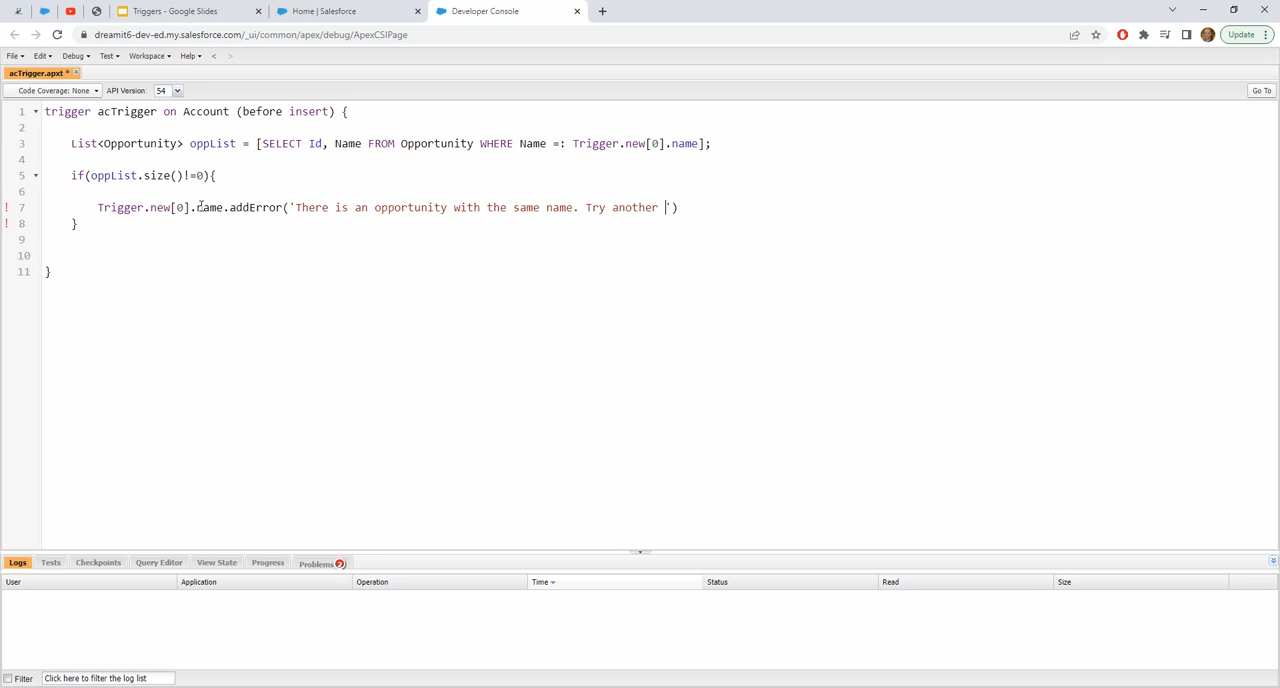 Triggers - Google Slides
Home | Salesforce
Developer Console
dreamit6-dev-ed.my.salesforce.com/_ui/common/apex/debug/ApexCSIPage
Update
File
Edit
Debug
Test
Workspace
Help
<
>
acTrigger.apxt *
Code Coverage: None
API Version:
54
Go To
1 trigger acTrigger on Account (before insert) {
2
3 List<Opportunity> oppList = [SELECT Id, Name FROM Opportunity WHERE Name =: Trigger.new[0].name];
4
5 if(oppList.size()!=0){
6
! 7 Trigger.new[0].name.addError('There is an opportunity with the same name. Try another ')
! 8 }
9
10
11 }
Logs
Tests
Checkpoints
Query Editor
View State
Progress
Problems 2
User
Application
Operation
Time
Status
Read
Size
Filter
Click here to filter the log list